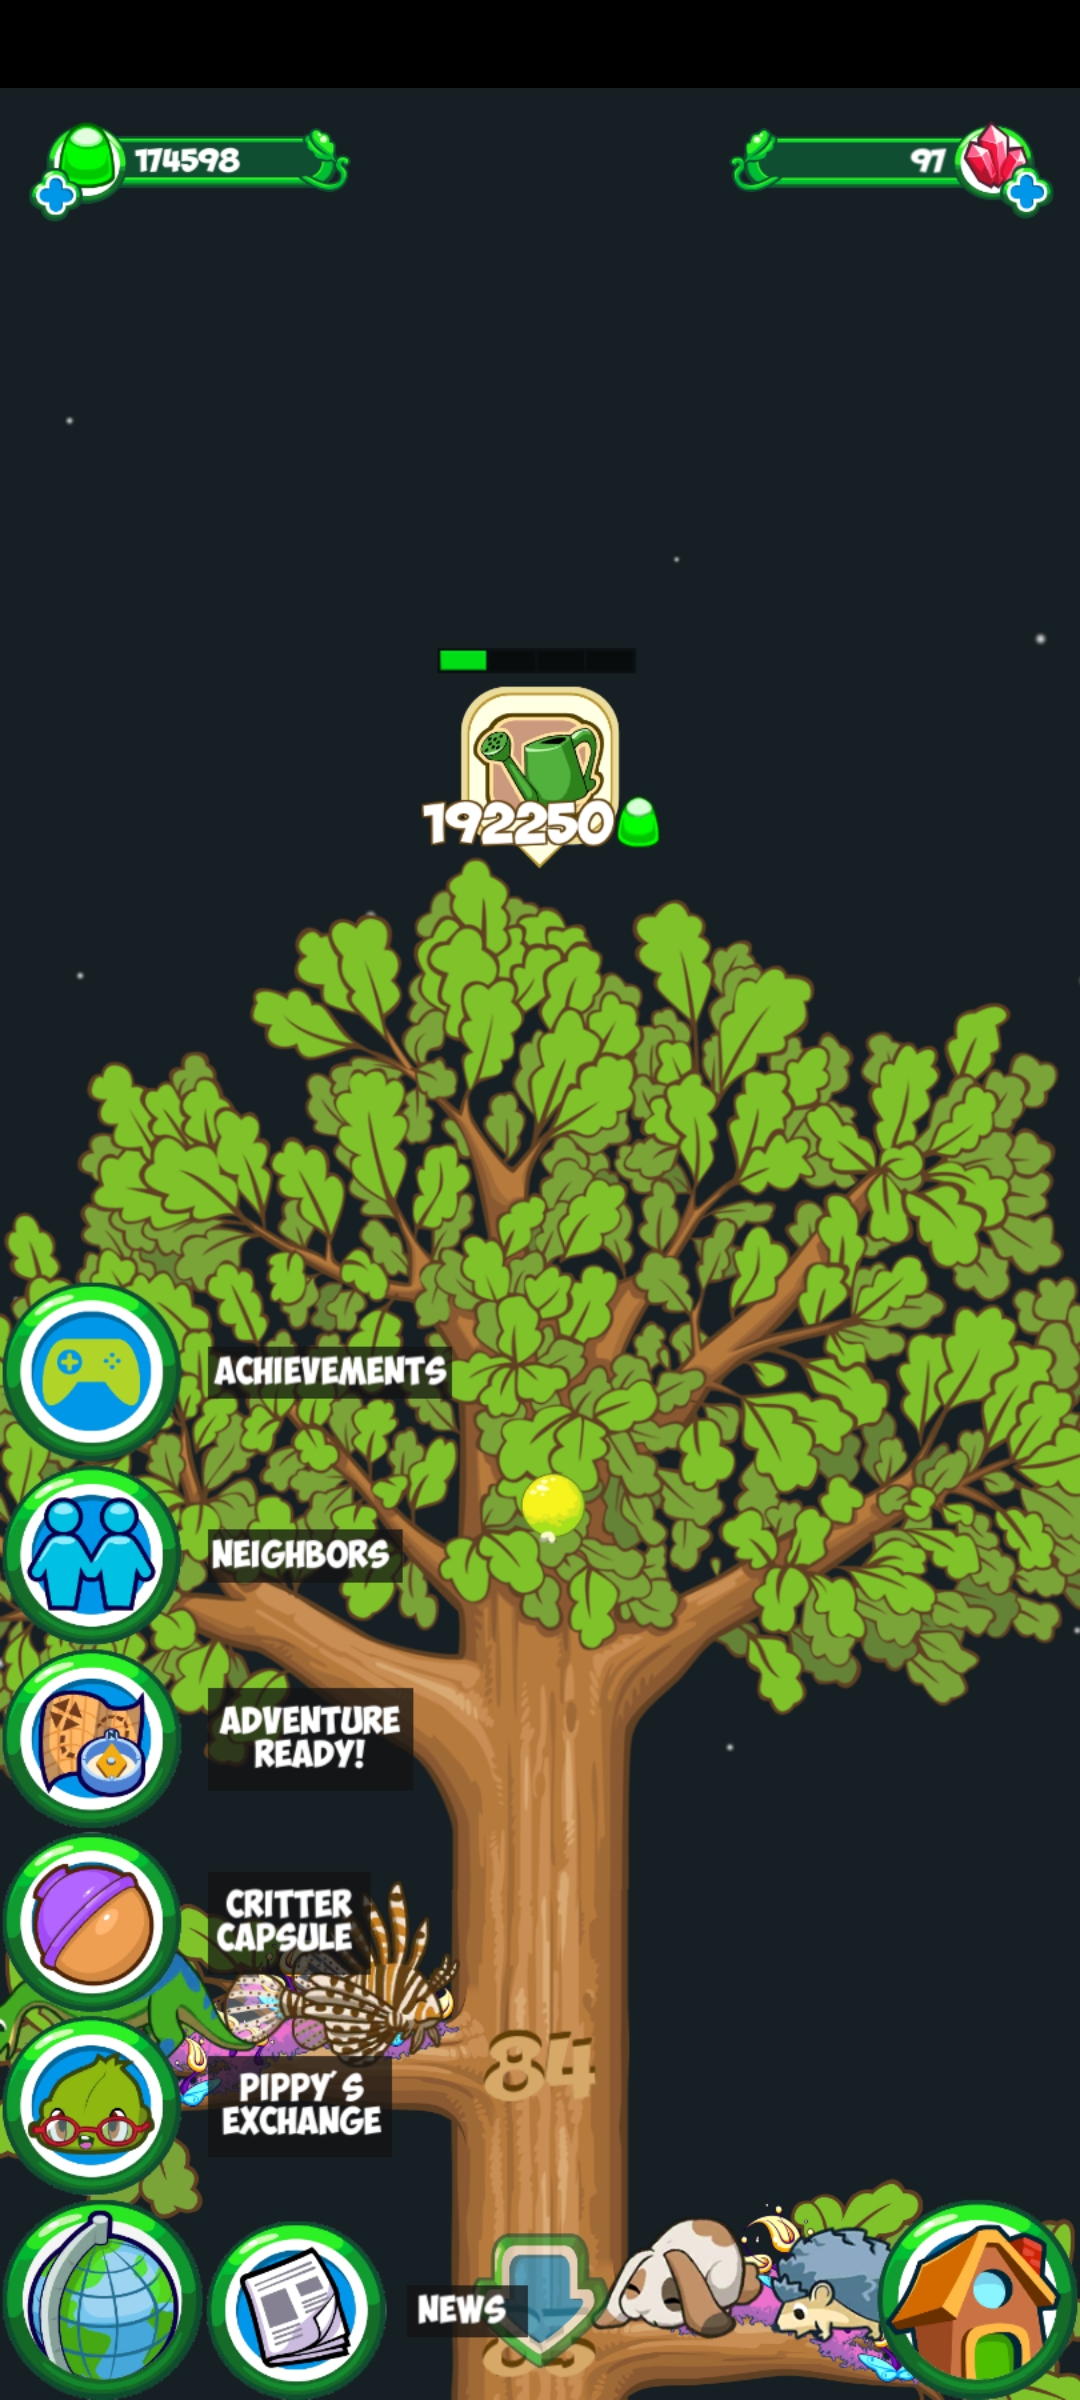 174598
97
192250
ACHIEVEMENTS
NEIGHBORS
ADVENTURE
READY!
CRITTER
CAPSULE
84
PIPPY'S
EXCHANGE
NEWS